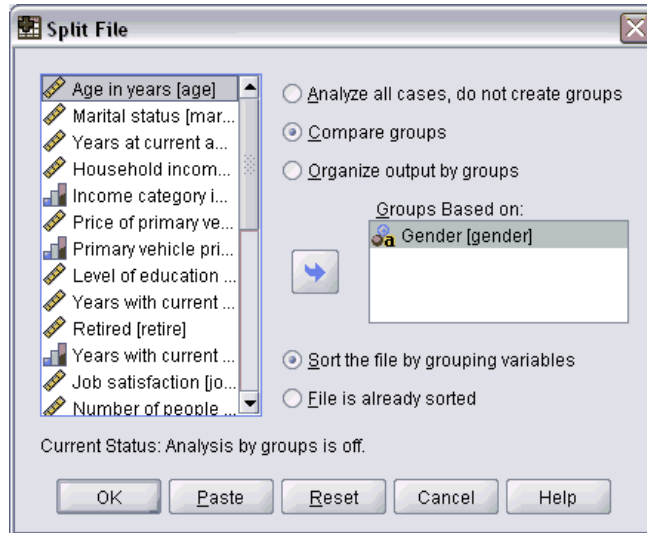 Split File
Age in years [age]
Marital status [mar...
Years at current a...
Household incom...
Income category i...
Price of primary ve...
Primary vehicle pri...
Level of education ...
Years with current ...
Retired [retire]
Years with current ...
Job satisfaction [jo...
Number of people ...
Analyze all cases, do not create groups
Compare groups
Organize output by groups
Groups Based on:
Gender [gender]
Sort the file by grouping variables
File is already sorted
Current Status: Analysis by groups is off.
OK
Paste
Reset
Cancel
Help